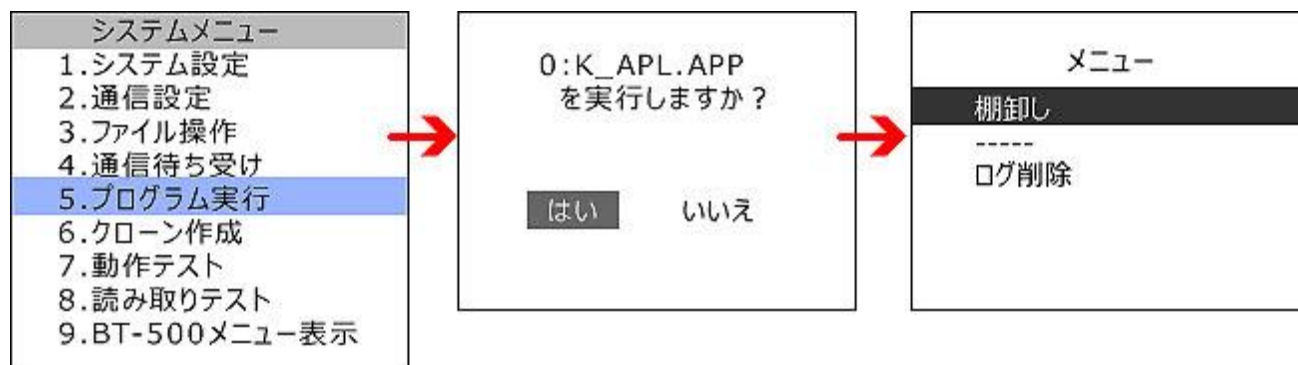 システムメニュー
1.システム設定
2.通信設定
3.ファイル操作
4.通信待ち受け
5.プログラム実行
6.クローン作成
7.動作テスト
8.読み取りテスト
9.BT-500メニュー表示
0:K_APL.APP
を実行しますか?
はい いいえ
メニュー
棚卸し
-----
ログ削除